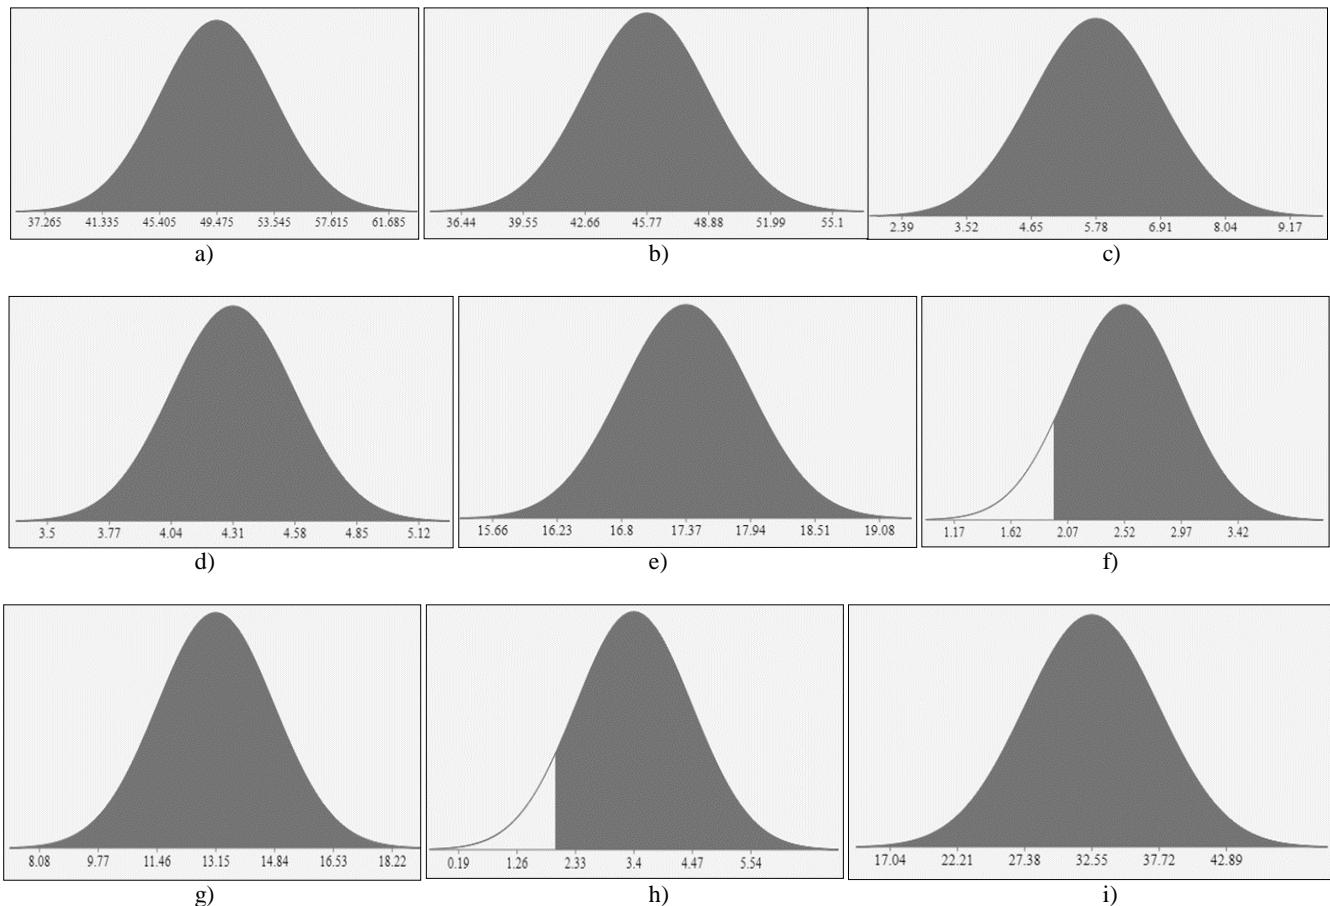 37.265 41.335 45.405 49.475 53.545 57.615 61.685
36.44 39.55 42.66 45.77 48.88 51.99 55.1
2.39 3.52 4.65 5.78 6.91 8.04 9.17
a) b) c)
3.5 3.77 4.04 4.31 4.58 4.85 5.12
15.66 16.23 16.8 17.37 17.94 18.51 19.08
1.17 1.62 2.07 2.52 2.97 3.42
d) e) f)
8.08 9.77 11.46 13.15 14.84 16.53 18.22
0.19 1.26 2.33 3.4 4.47 5.54
17.04 22.21 27.38 32.55 37.72 42.89
g) h) i)